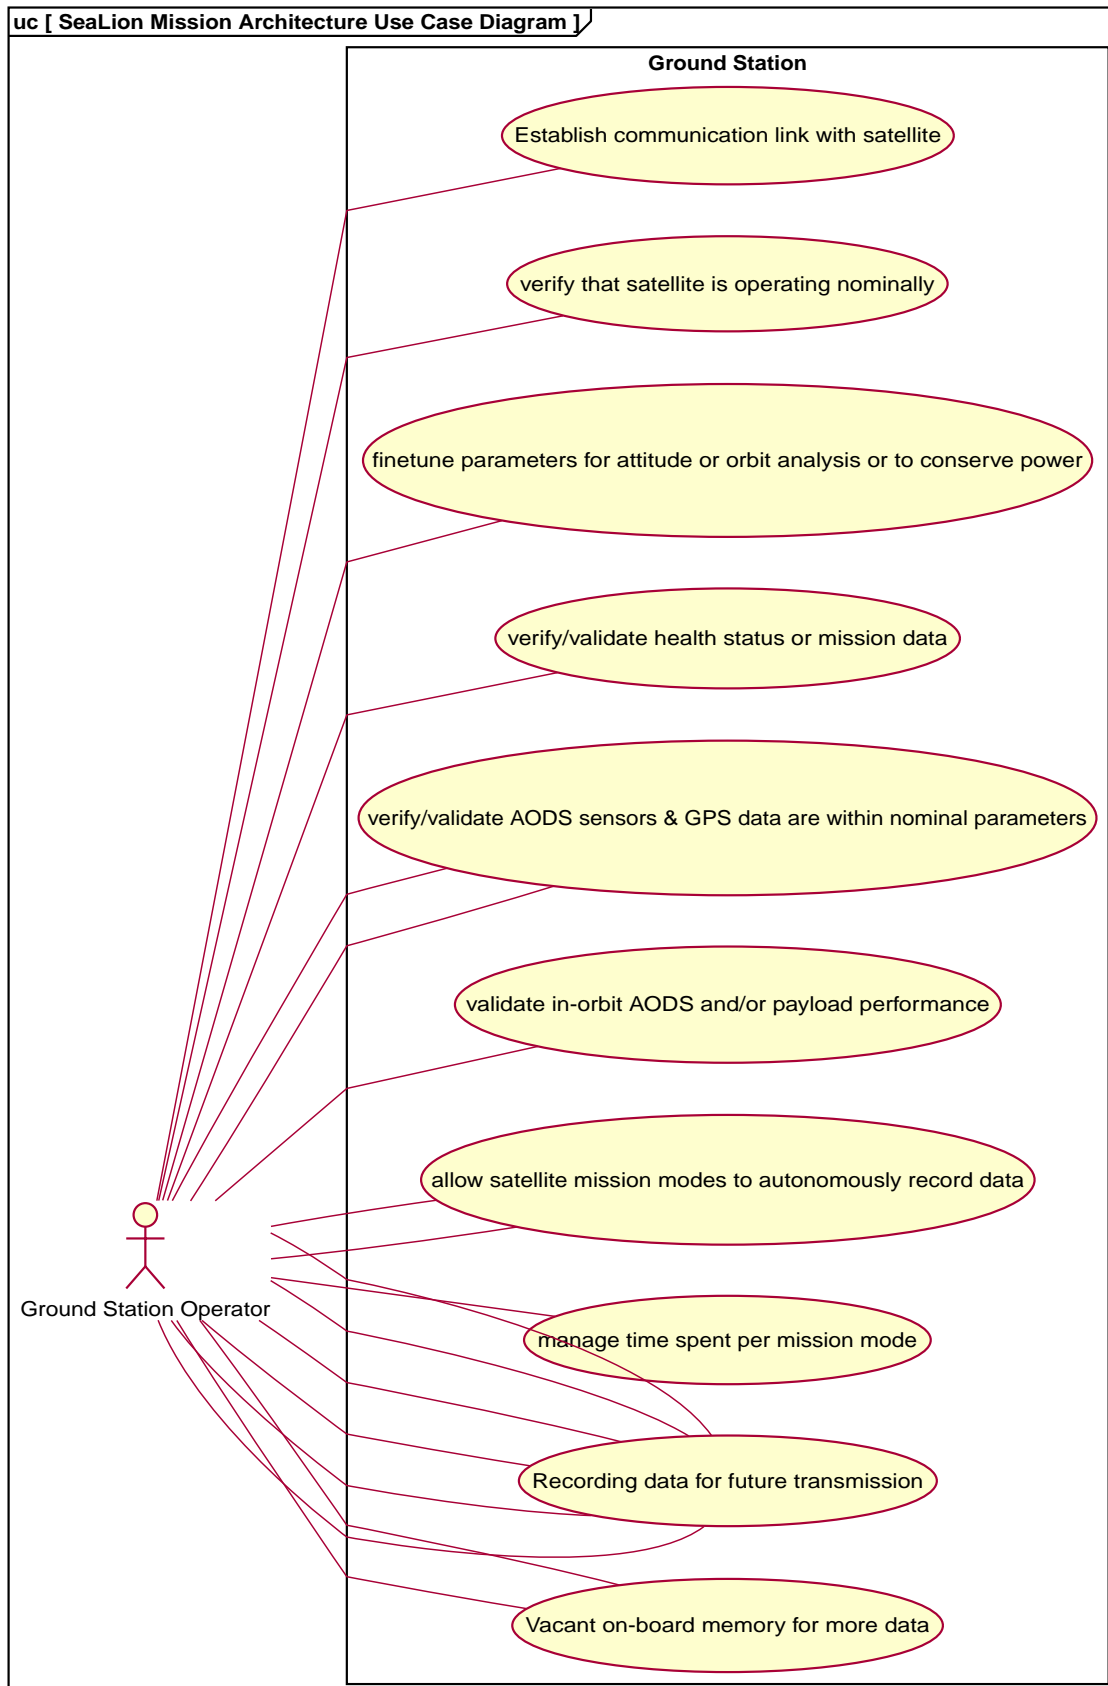 uc [ SeaLion Mission Architecture Use Case Diagram ]
Ground Station
Establish communication link with satellite
verify that satellite is operating nominally
finetune parameters for attitude or orbit analysis or to conserve power
verify/validate health status or mission data
verify/validate AODS sensors & GPS data are within nominal parameters
validate in-orbit AODS and/or payload performance
allow satellite mission modes to autonomously record data
Ground Station Operator
manage time spent per mission mode
Recording data for future transmission
Vacant on-board memory for more data